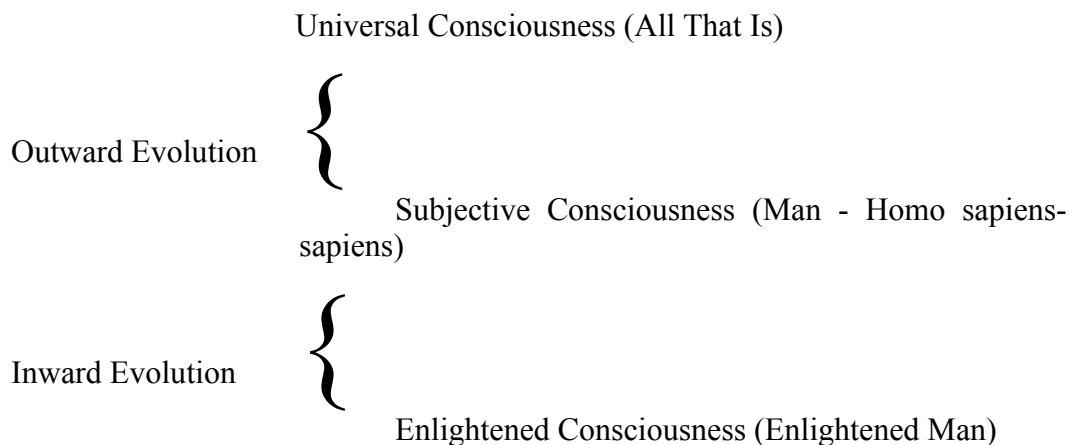 Universal Consciousness (All That Is)
Outward Evolution
Subjective Consciousness (Man - Homo sapiens-
sapiens)
Inward Evolution
Enlightened Consciousness (Enlightened Man)